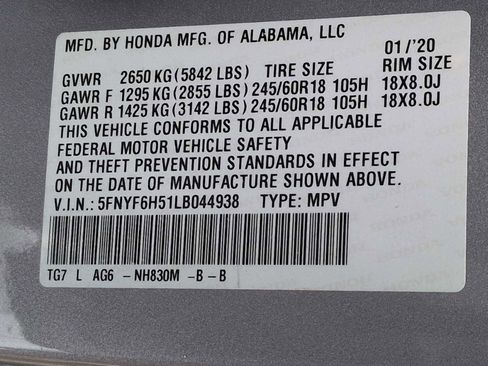 MFD. BY HONDA MFG. OF ALABAMA, LLC 01/'20
GVWR 2650 KG(5842 LBS) TIRE SIZE RIM SIZE
GAWR F 1295 KG(2855 LBS)245/60R18 105H 18X8.0J
GAWR R 1425 KG(3142 LBS)245/60R18 105H 18X8.0J
THIS VEHICLE CONFORMS TO ALL APPLICABLE
FEDERAL MOTOR VEHICLE SAFETY
AND THEFT PREVENTION STANDARDS IN EFFECT
ON THE DATE OF MANUFACTURE SHOWN ABOVE.
V.I.N.: 5FNYF6H51LB044938 TYPE: MPV
TG7 L AG6 -NH830M -B-B